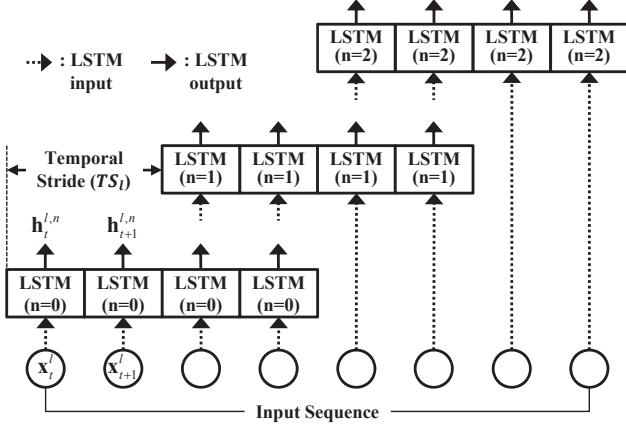 LSTM LSTM LSTM LSTM
(n=2) (n=2) (n=2) (n=2)
: LSTM input
: LSTM output
Temporal
Stride (TS_l)
LSTM LSTM LSTM LSTM
(n=1) (n=1) (n=1) (n=1)
h_t^{l,n} h_{t+1}^{l,n}
LSTM LSTM LSTM LSTM
(n=0) (n=0) (n=0) (n=0)
x_t^l x_{t+1}^l
Input Sequence